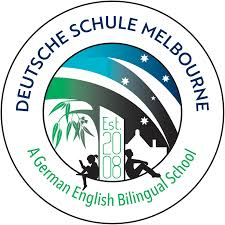 DEUTSCHE SCHULE MELBOURNE
Est.
20
08
A German English Bilingual School